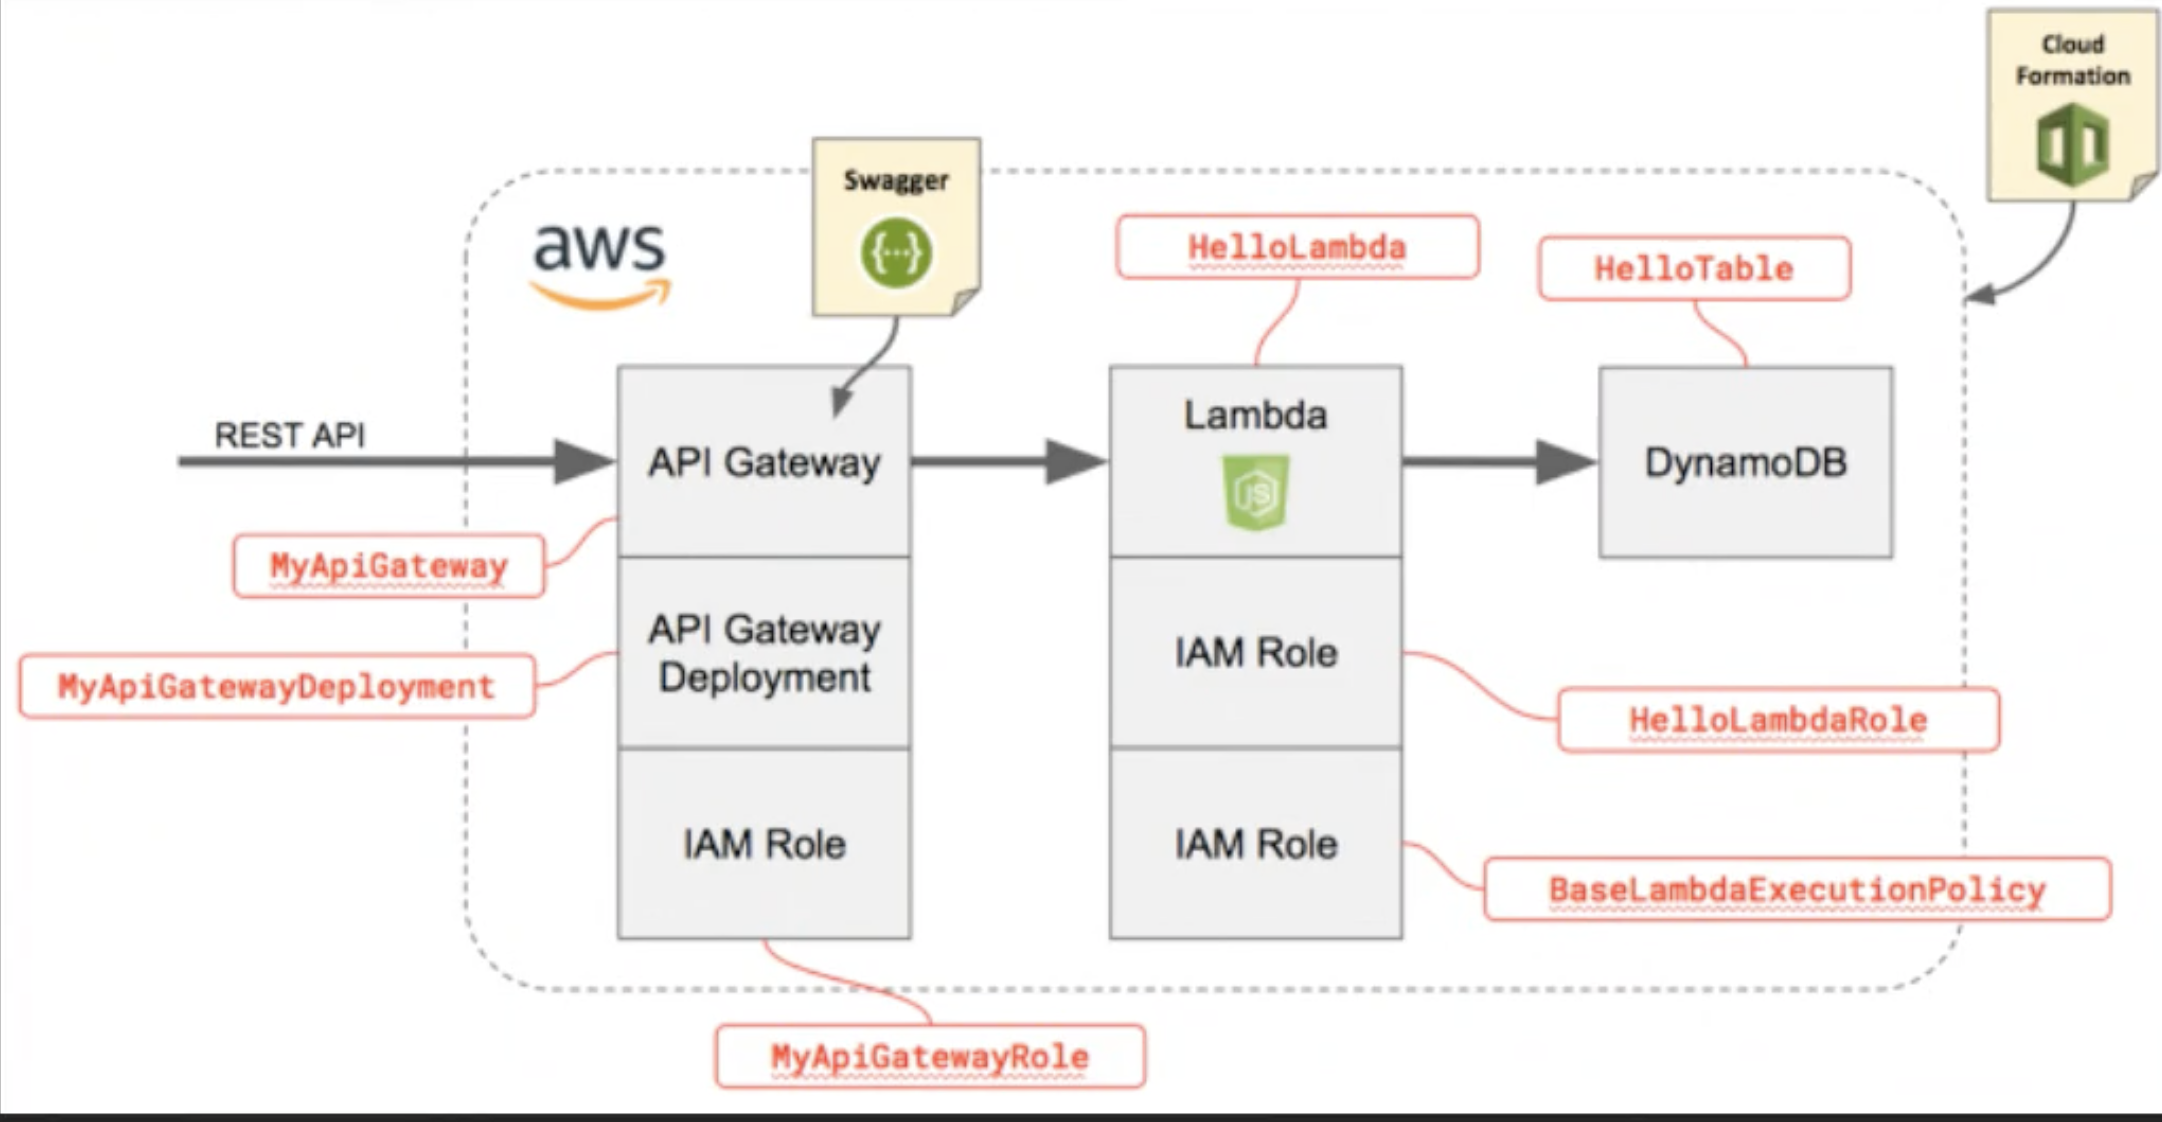 Cloud
Formation
Swagger
{...}
aws
HelloLambda
HelloTable
REST API
API Gateway
Lambda
JS
DynamoDB
MyApiGateway
API Gateway
Deployment
IAM Role
MyApiGatewayDeployment
HelloLambdaRole
IAM Role
IAM Role
BaseLambdaExecutionPolicy
MyApiGatewayRole